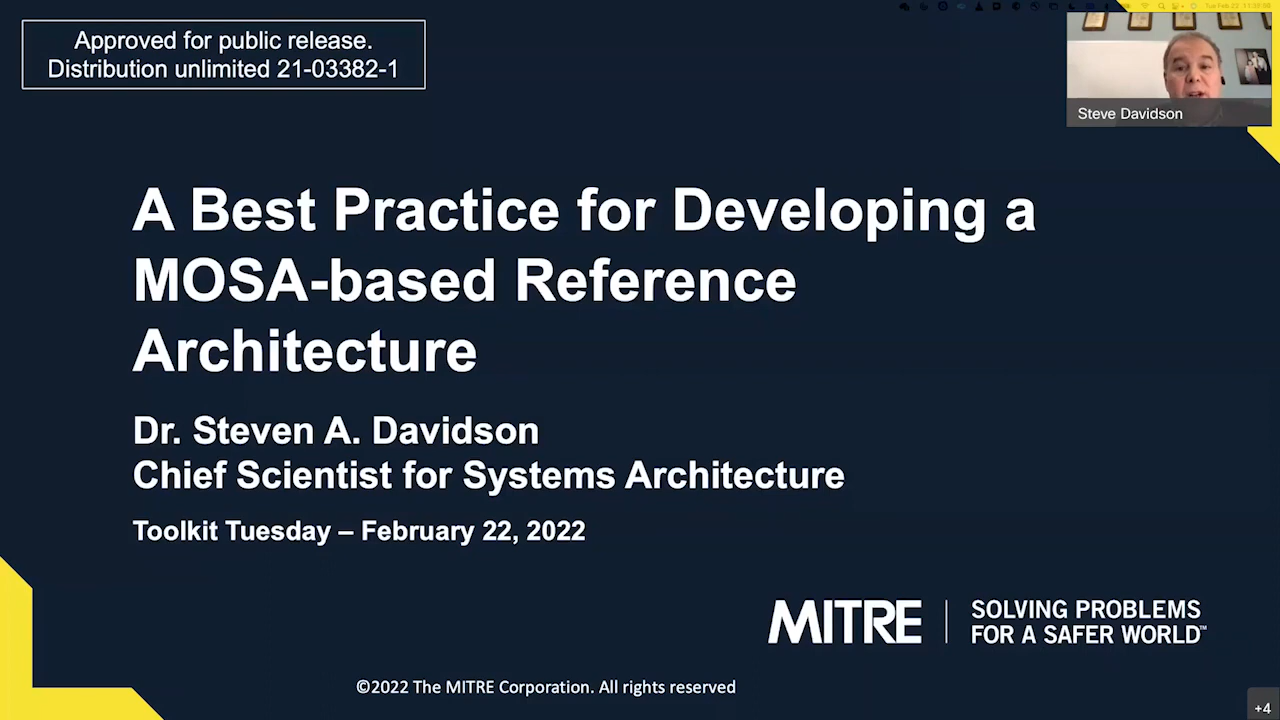 Approved for public release.
Distribution unlimited 21-03382-1
Steve Davidson
A Best Practice for Developing a
MOSA-based Reference
Architecture
Dr. Steven A. Davidson
Chief Scientist for Systems Architecture
Toolkit Tuesday – February 22, 2022
MITRE
SOLVING PROBLEMS
FOR A SAFER WORLD™
©2022 The MITRE Corporation. All rights reserved
+4